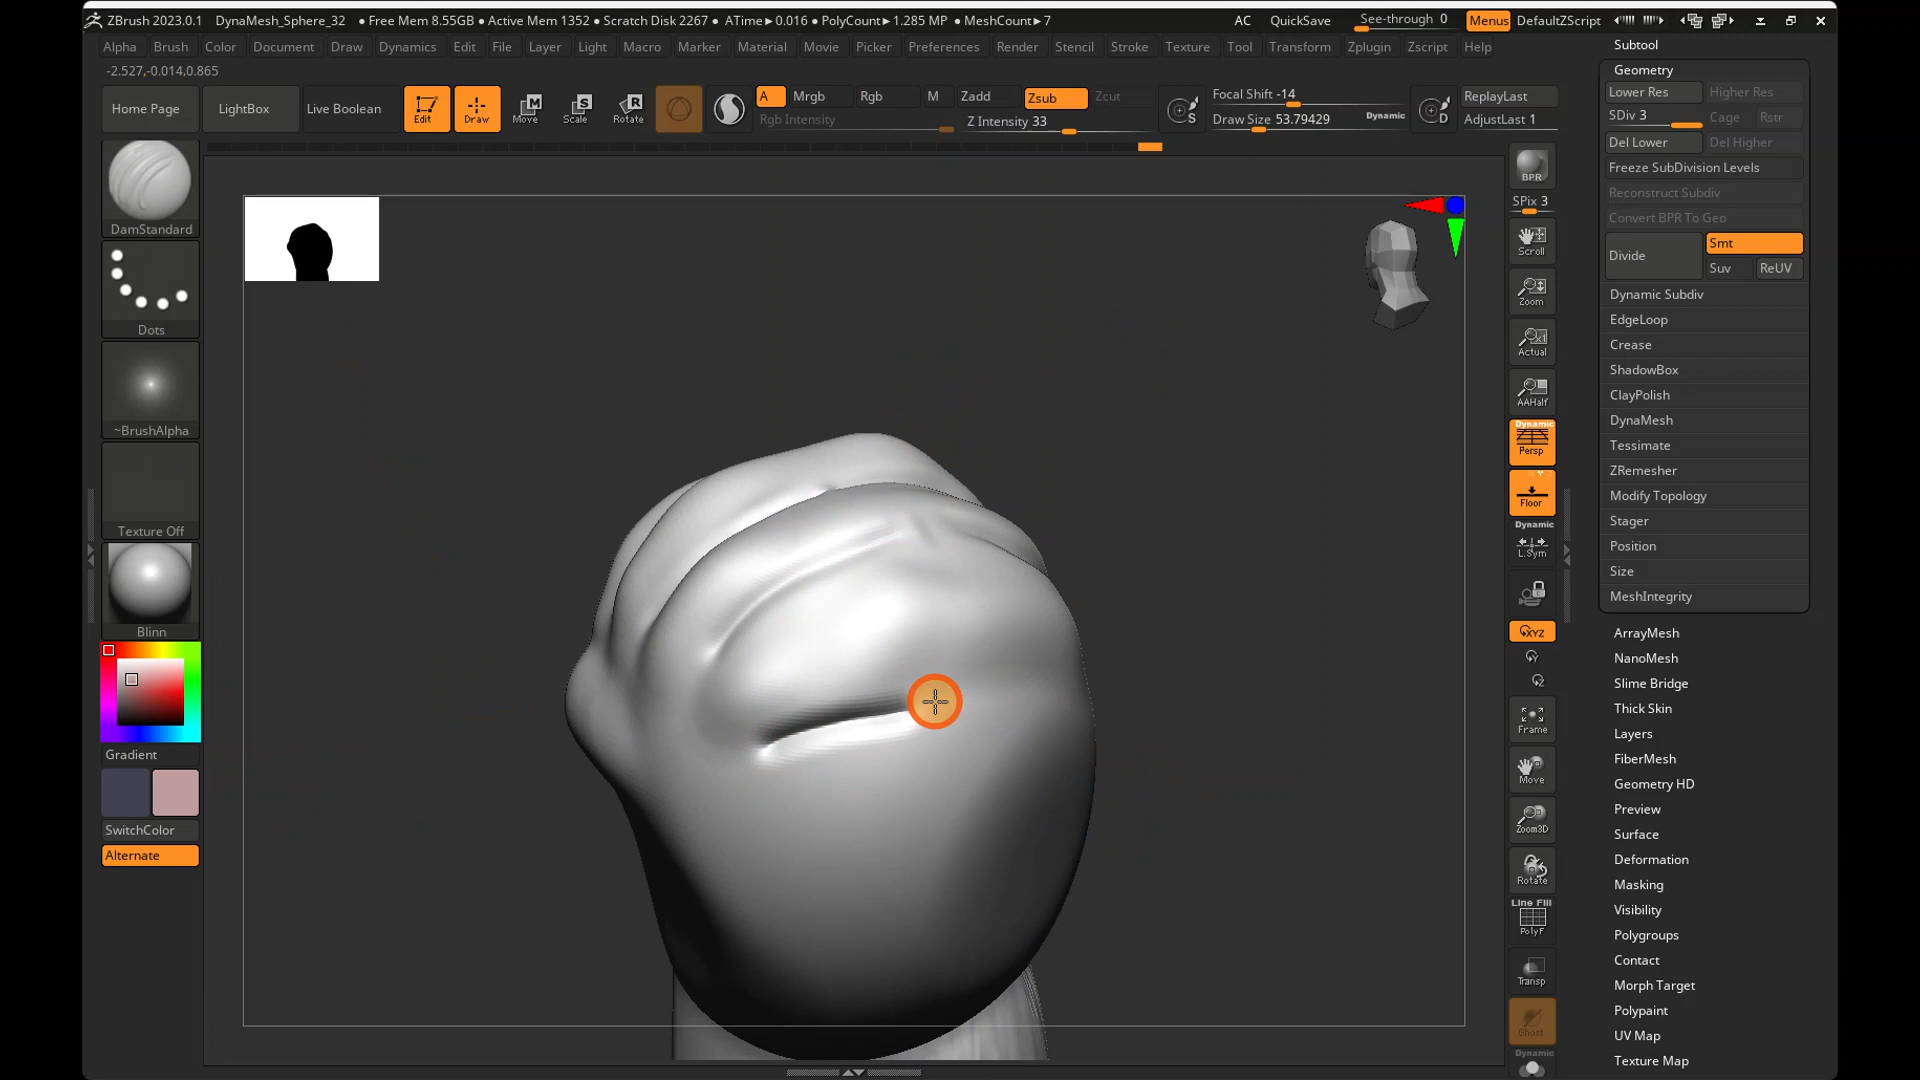 ZBrush 2023.0.1 DynaMesh_Sphere_32 ● Free Mem 8.55GB ● Active Mem 1352 ● Scratch Disk 2267 ● ATime►0.016 ● PolyCount►1.285 MP ● MeshCount►7 AC QuickSave See-through 0 Menus DefaultZScript
Alpha Brush Color Document Draw Dynamics Edit File Layer Light Macro Marker Material Movie Picker Preferences Render Stencil Stroke Texture Tool Transform Zplugin Zscript Help
-2.527,-0.014,0.865
Home Page LightBox Live Boolean Edit Draw Move Scale Rotate A Mrgb Rgb M Zadd Zsub Zcut Focal Shift -14 ReplayLast
Rgb Intensity Z Intensity 33 Draw Size 53.79429 Dynamic AdjustLast 1
M S R S D
DamStandard
Dots
~BrushAlpha
Texture Off
Blinn
Gradient
SwitchColor
Alternate
BPR
SPix 3
Scroll
Zoom
Actual
AAHalf
Dynamic
Persp
Floor
Dynamic
L.Sym
XYZ
Y
Z
Frame
Move
Zoom3D
Rotate
Line Fill
PolyF
Transp
Ghost
Dynamic
Subtool
Geometry
Lower Res Higher Res
SDiv 3 Cage Rstr
Del Lower Del Higher
Freeze SubDivision Levels
Reconstruct Subdiv
Convert BPR To Geo
Divide Smt
Suv ReUV
Dynamic Subdiv
EdgeLoop
Crease
ShadowBox
ClayPolish
DynaMesh
Tessimate
ZRemesher
Modify Topology
Stager
Position
Size
MeshIntegrity
ArrayMesh
NanoMesh
Slime Bridge
Thick Skin
Layers
FiberMesh
Geometry HD
Preview
Surface
Deformation
Masking
Visibility
Polygroups
Contact
Morph Target
Polypaint
UV Map
Texture Map